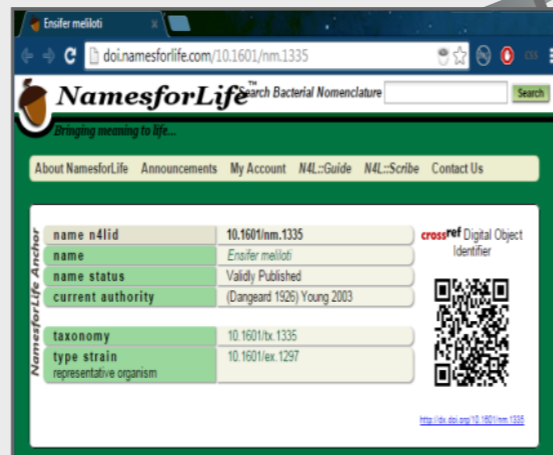 Ensifer meliloti x
doi.namesforlife.com/10.1601/nm.1335
NamesforLife™ Search Bacterial Nomenclature Search
Bringing meaning to life...
About NamesforLife Announcements My Account N4L::Guide N4L::Scribe Contact Us
NamesforLife Anchor
name n4lid 10.1601/nm.1335
name Ensifer meliloti
name status Validly Published
current authority (Dangeard 1926) Young 2003
taxonomy 10.1601/tx.1335
type strain 10.1601/ex.1297
representative organism
crossref Digital Object
Identifier
http://dx.doi.org/10.1601/nm.1335